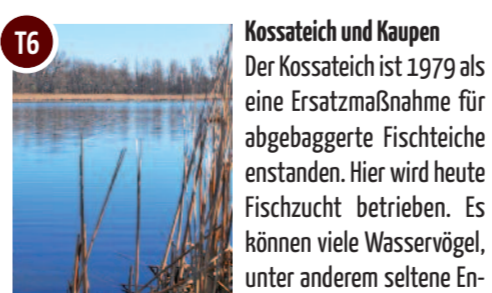 T6
Kossateich und Kaupen
Der Kossateich ist 1979 als
eine Ersatzmaßnahme für
abgebaggerte Fischteiche
enstanden. Hier wird heute
Fischzucht betrieben. Es
können viele Wasservögel,
unter anderem seltene En-